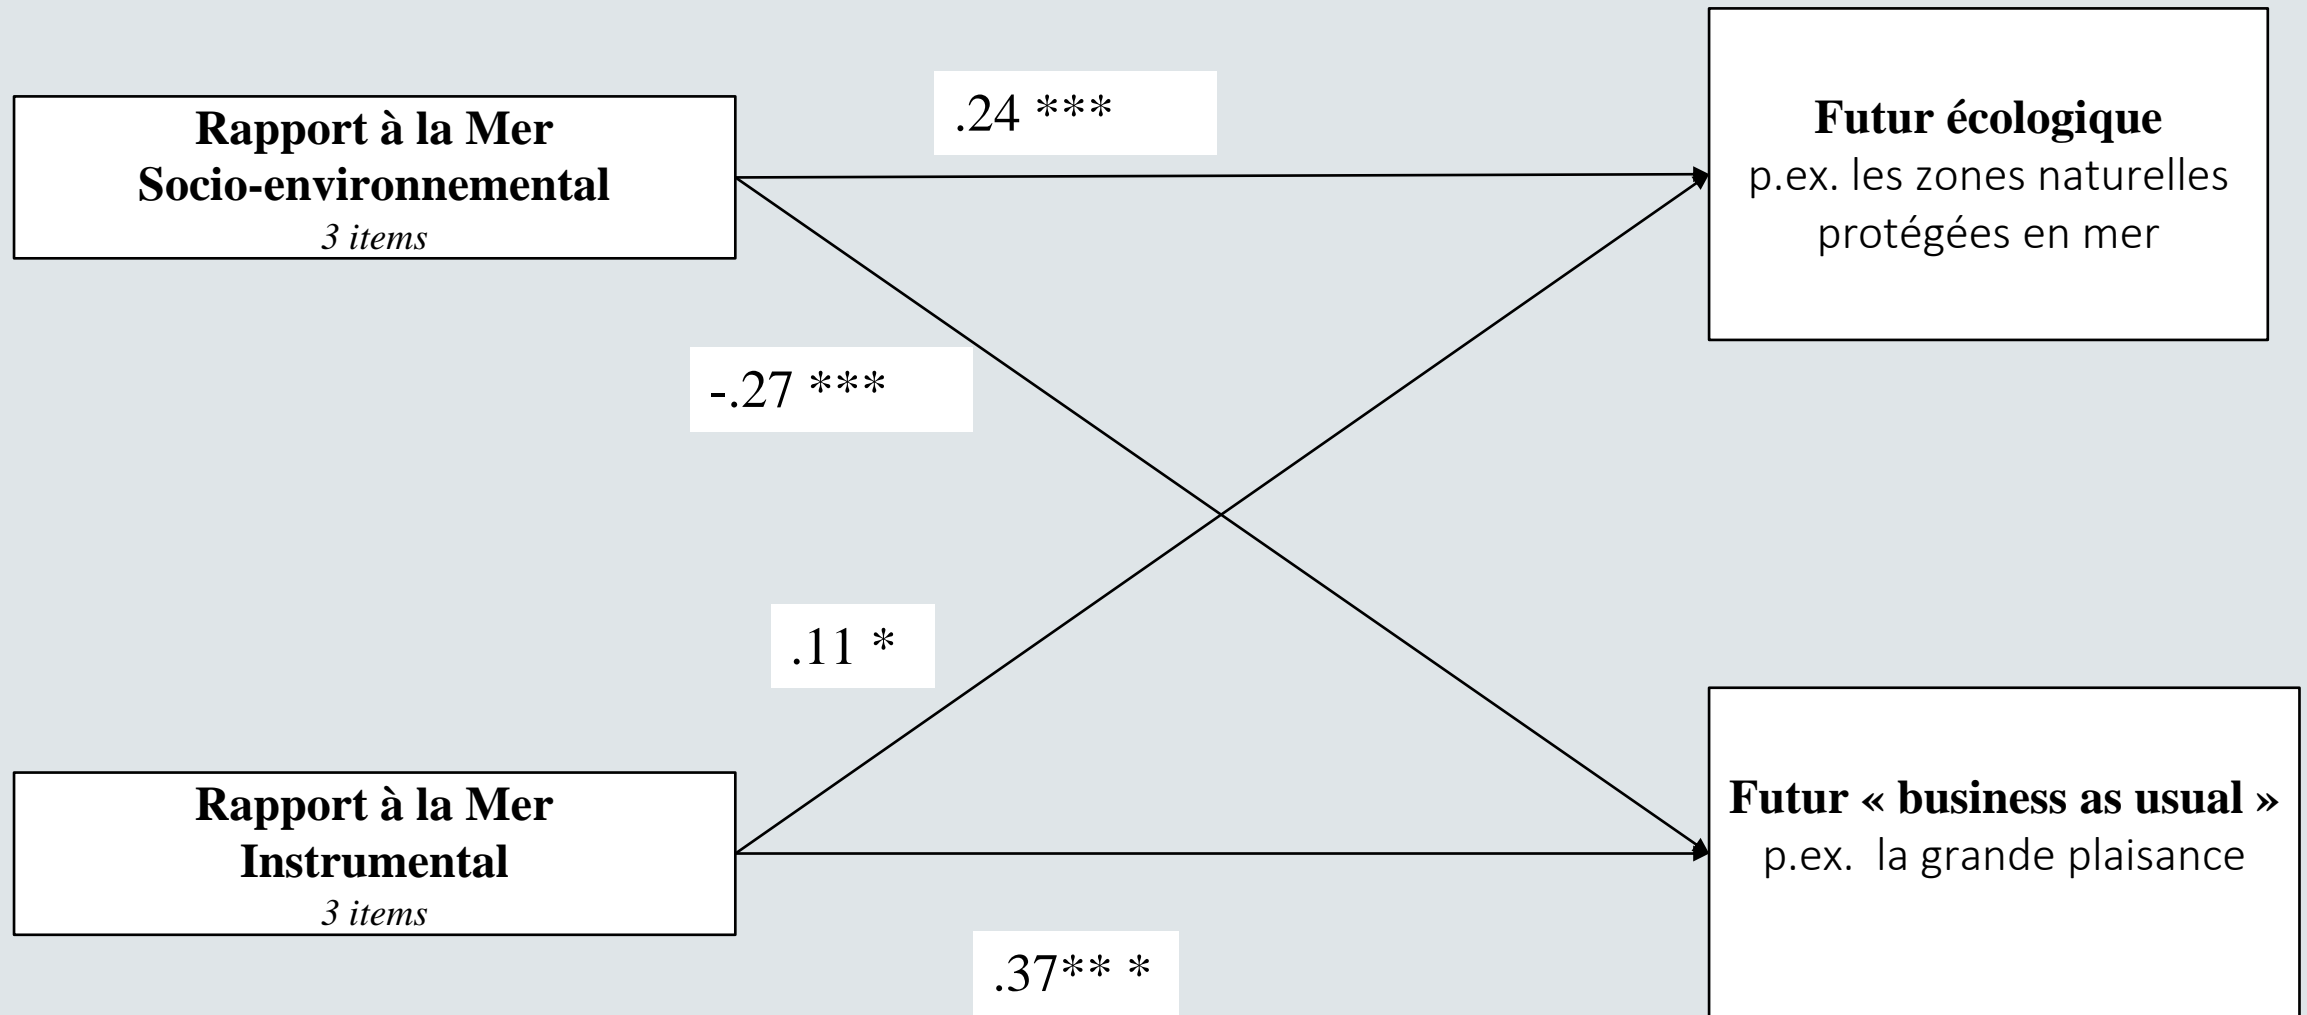 Rapport à la Mer
Socio-environnemental
3 items
.24 ***
Futur écologique
p.ex. les zones naturelles
protégées en mer
-.27 ***
.11 *
Rapport à la Mer
Instrumental
3 items
.37** *
Futur « business as usual »
p.ex. la grande plaisance